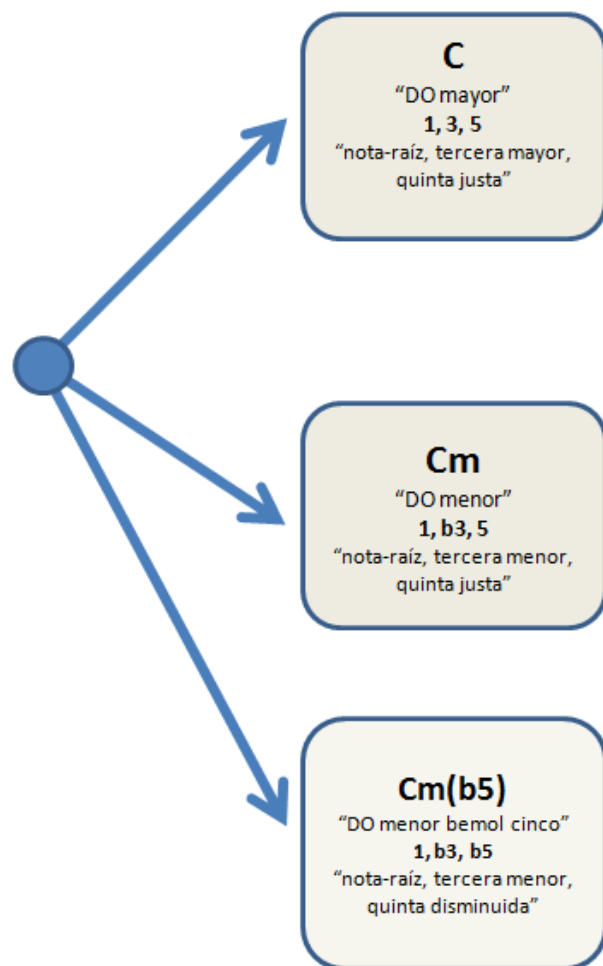 C
“DO mayor”
1, 3, 5
“nota-raíz, tercera mayor,
quinta justa”
Cm
“DO menor”
1, b3, 5
“nota-raíz, tercera menor,
quinta justa”
Cm(b5)
“DO menor bemol cinco”
1, b3, b5
“nota-raíz, tercera menor,
quinta disminuida”